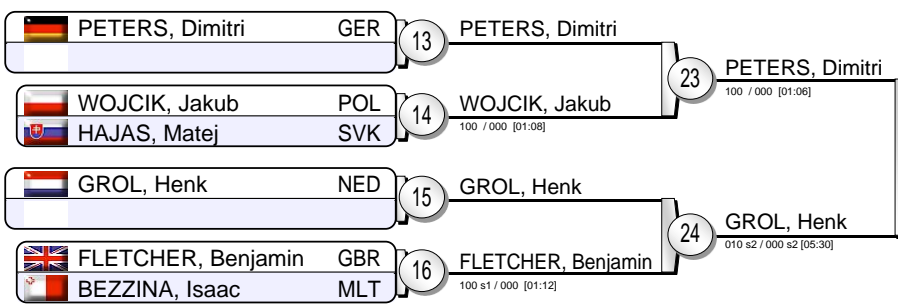 PETERS, Dimitri GER
13
PETERS, Dimitri
23
PETERS, Dimitri
100 / 000 [01:06]
WOJCIK, Jakub POL
HAJAS, Matej SVK
14
WOJCIK, Jakub
100 / 000 [01:08]
GROL, Henk NED
15
GROL, Henk
24
GROL, Henk
010 s2 / 000 s2 [05:30]
FLETCHER, Benjamin GBR
BEZZINA, Isaac MLT
16
FLETCHER, Benjamin
100 s1 / 000 [01:12]